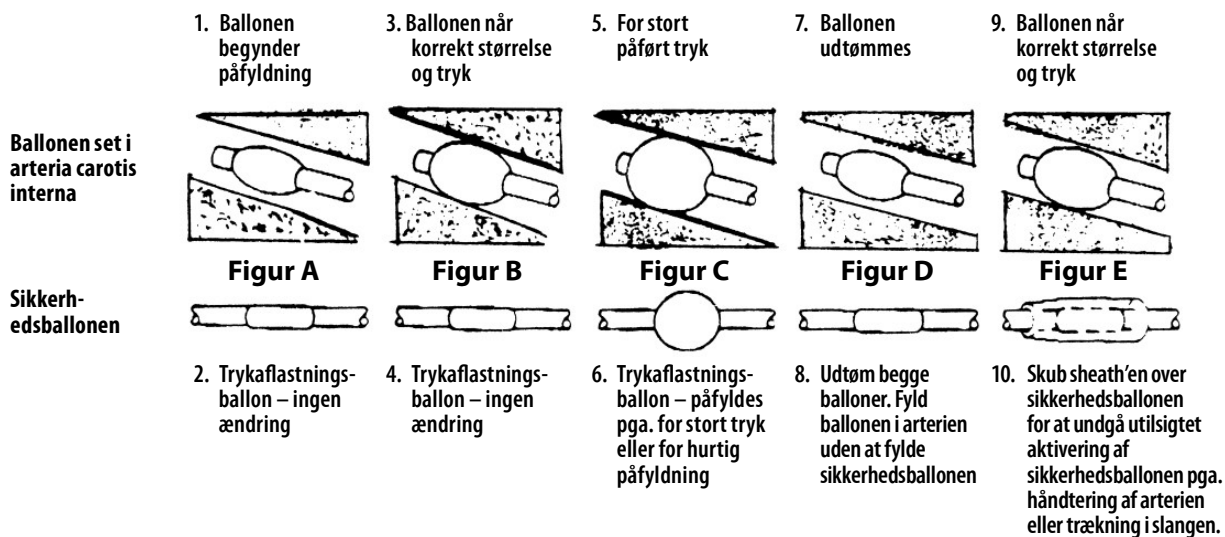 1. Ballonen
begynder
påfyldning
3. Ballonen når
korrekt størrelse
og tryk
5. For stort
påført tryk
7. Ballonen
udtømmes
9. Ballonen når
korrekt størrelse
og tryk
Ballonen set i
arteria carotis
interna
Figur A
Figur B
Figur C
Figur D
Figur E
Sikkerh-
edsballonen
2. Trykaflastnings-
ballon – ingen
ændring
4. Trykaflastnings-
ballon – ingen
ændring
6. Trykaflastnings-
ballon – påfyldes
pga. for stort tryk
eller for hurtig
påfyldning
8. Udtøm begge
balloner. Fyld
ballonen i arterien
uden at fylde
sikkerhedsballonen
10. Skub sheath'en over
sikkerhedsballonen
for at undgå utilsigtet
aktivering af
sikkerhedsballonen pga.
håndtering af arterien
eller trækning i slangen.